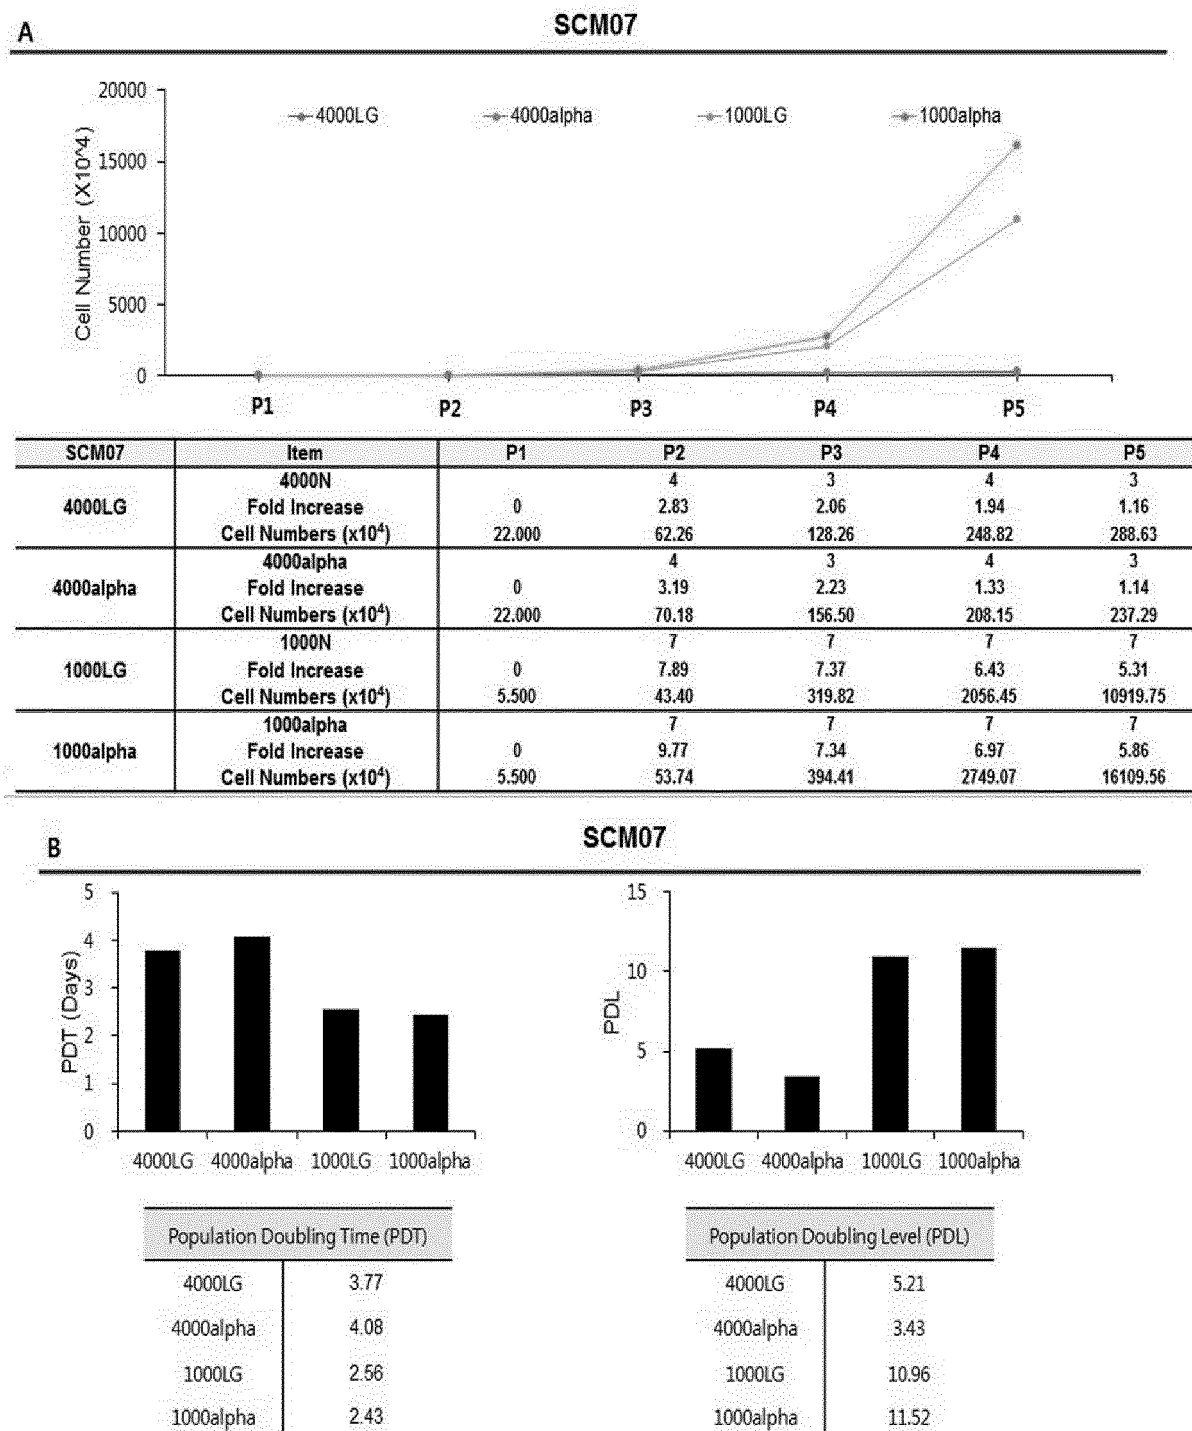 A
SCM07
20000
15000
10000
5000
0
Cell Number (X10^4)
4000LG 4000alpha 1000LG 1000alpha
P1 P2 P3 P4 P5
SCM07 Item P1 P2 P3 P4 P5
4000LG
4000N 4 3 4 3
Fold Increase 0 2.83 2.06 1.94 1.16
Cell Numbers (x10⁴) 22.000 62.26 128.26 248.82 288.63
4000alpha
4000alpha 4 3 4 3
Fold Increase 0 3.19 2.23 1.33 1.14
Cell Numbers (x10⁴) 22.000 70.18 156.50 208.15 237.29
1000LG
1000N 7 7 7 7
Fold Increase 0 7.89 7.37 6.43 5.31
Cell Numbers (x10⁴) 5.500 43.40 319.82 2056.45 10919.75
1000alpha
1000alpha 7 7 7 7
Fold Increase 0 9.77 7.34 6.97 5.86
Cell Numbers (x10⁴) 5.500 53.74 394.41 2749.07 16109.56
B
SCM07
5
4
3
2
1
0
PDT (Days)
4000LG 4000alpha 1000LG 1000alpha
15
10
5
0
PDL
4000LG 4000alpha 1000LG 1000alpha
Population Doubling Time (PDT)
4000LG 3.77
4000alpha 4.08
1000LG 2.56
1000alpha 2.43
Population Doubling Level (PDL)
4000LG 5.21
4000alpha 3.43
1000LG 10.96
1000alpha 11.52